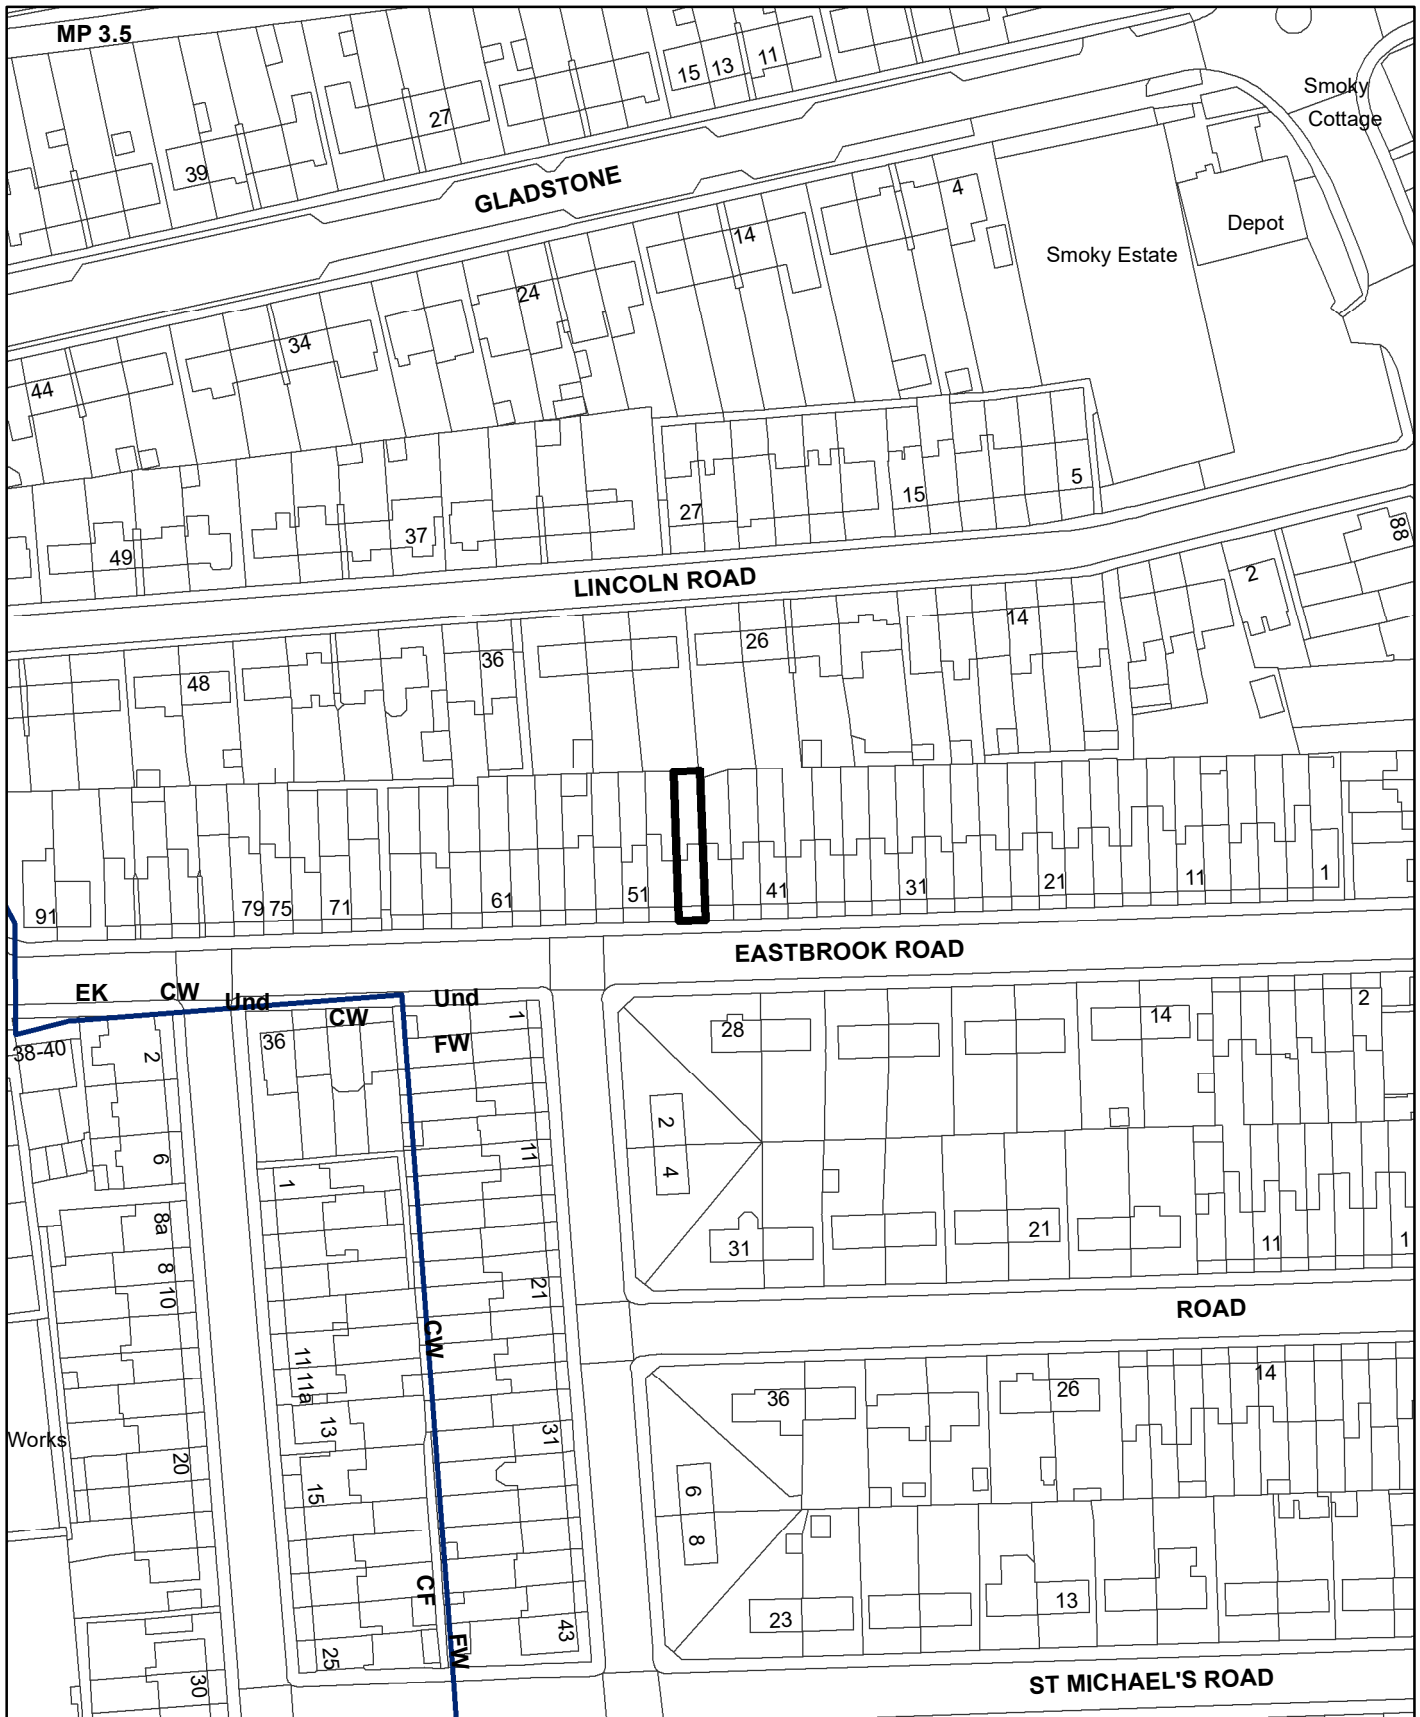 MP 3.5
15 13 11
Smoky
Cottage
27
39
GLADSTONE
4
14
Depot
Smoky Estate
24
34
44
5
15
27
37
49
88
LINCOLN ROAD
2
14
26
36
48
91
79 75
71
61
51
41
31
21
11
1
EASTBROOK ROAD
EK
CW
Und
Und
CW
FW
38-40
2
36
1
28
14
2
2
4
6
11
1
8a
8
10
31
21
11
1
21
ROAD
CW
11
11a
13
15
20
31
36
26
14
Works
6
8
CF
FW
23
13
43
25
30
ST MICHAEL'S ROAD